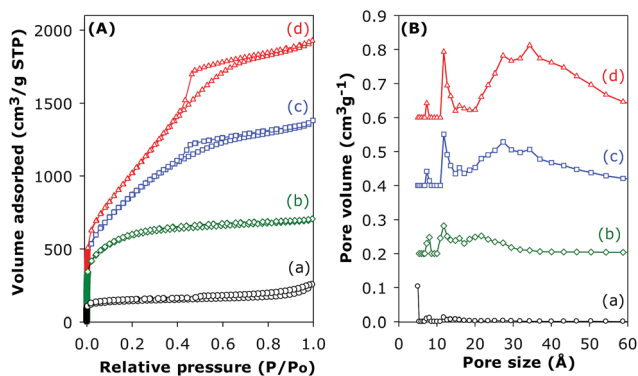 (A)
(d)
(c)
(b)
(a)
2000
1500
1000
500
0
0.0 0.2 0.4 0.6 0.8 1.0
Relative pressure (P/Po)
Volume adsorbed (cm3/g STP)
(B)
(d)
(c)
(b)
(a)
0.9
0.8
0.7
0.6
0.5
0.4
0.3
0.2
0.1
0.0
0 10 20 30 40 50 60
Pore size (Å)
Pore volume (cm3g-1)